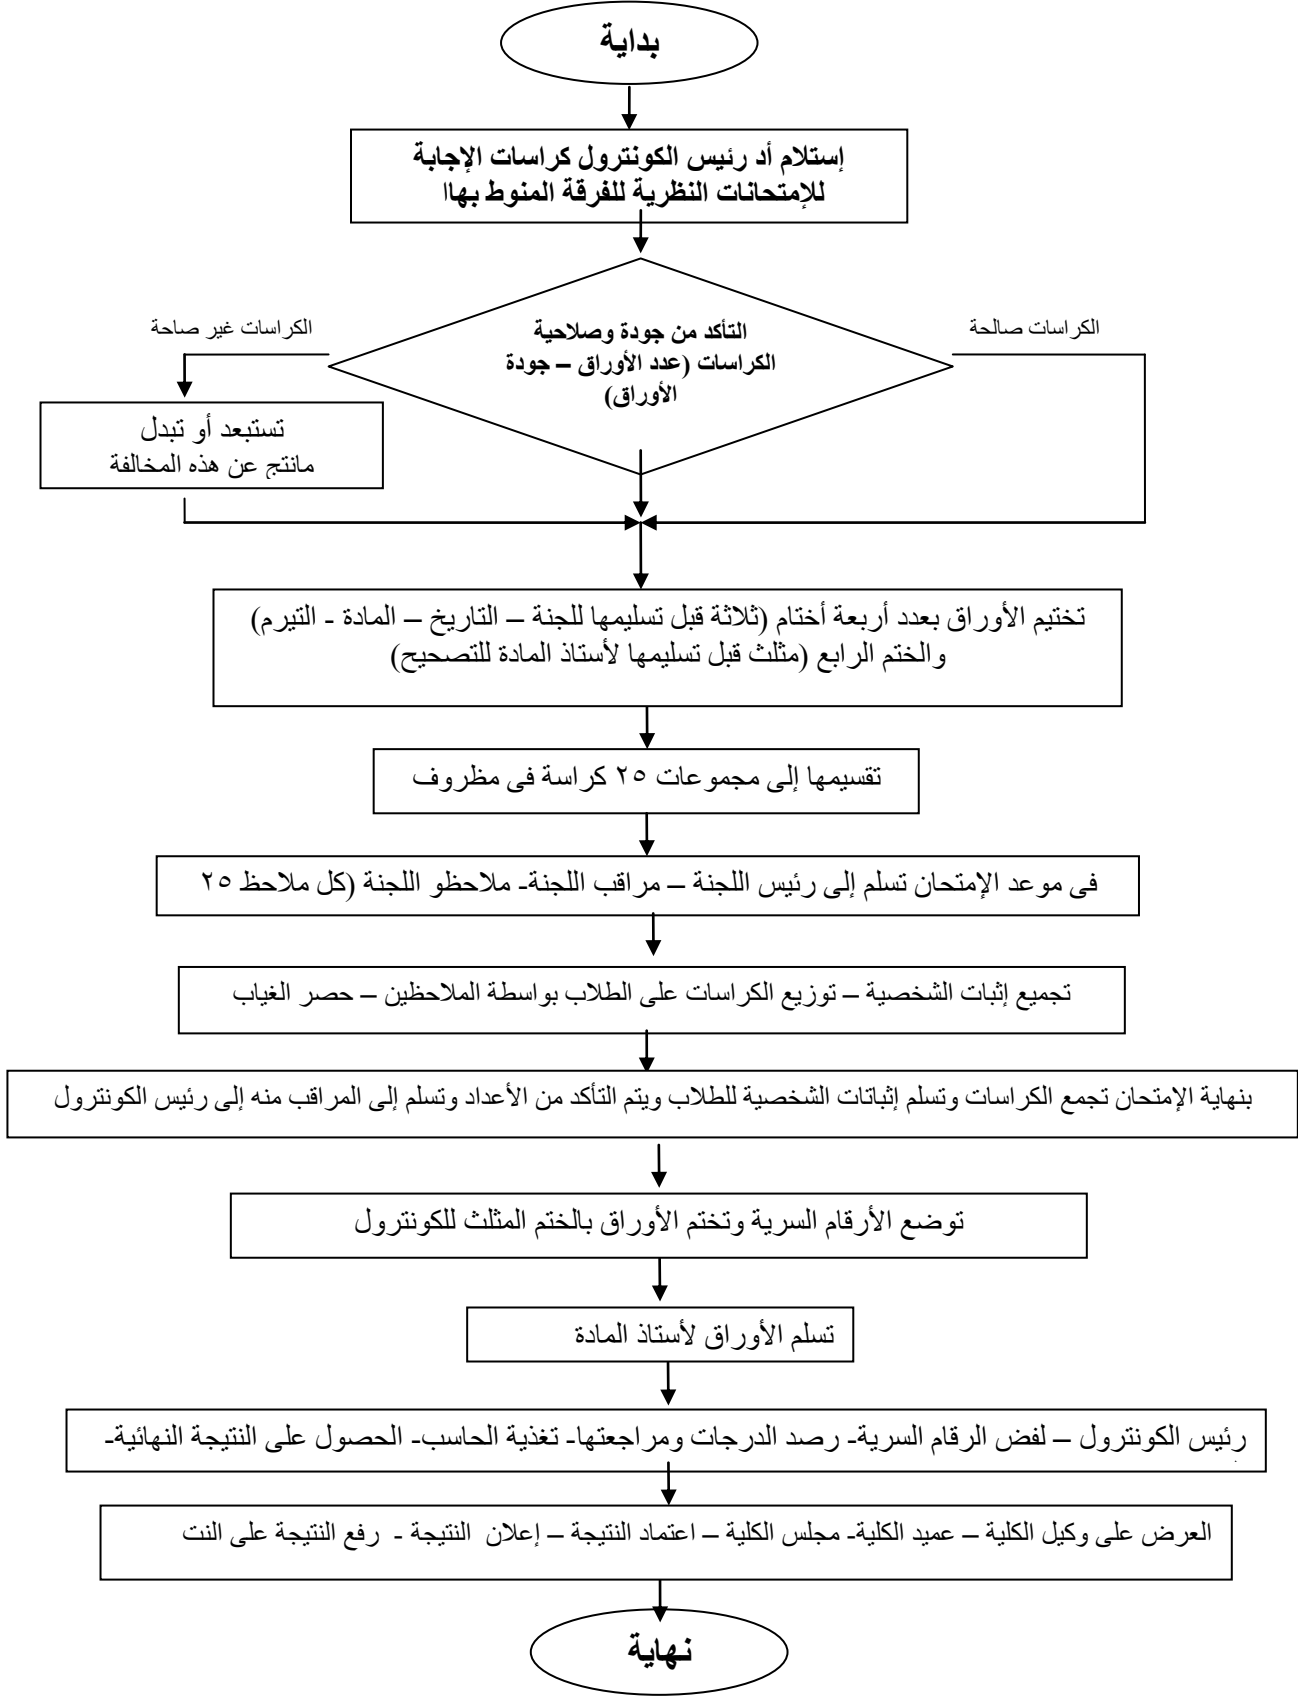 بداية
إستلام أد رئيس الكونترول كراسات الإجابة
للإمتحانات النظرية للفرقة المنوط بهاا
الكراسات صالحة
التأكد من جودة وصلاحية
الكراسات (عدد الأوراق – جودة
الأوراق)
الكراسات غير صاحة
تستبعد أو تبدل
مانتج عن هذه المخالفة
تختيم الأوراق بعدد أربعة أختام (ثلاثة قبل تسليمها للجنة – التاريخ – المادة - التيرم)
والختم الرابع (مثلث قبل تسليمها لأستاذ المادة للتصحيح)
تقسيمها إلى مجموعات ٢٥ كراسة فى مظروف
فى موعد الإمتحان تسلم إلى رئيس اللجنة – مراقب اللجنة- ملاحظو اللجنة (كل ملاحظ ٢٥
تجميع إثبات الشخصية – توزيع الكراسات على الطلاب بواسطة الملاحظين – حصر الغياب
بنهاية الإمتحان تجمع الكراسات وتسلم إثباتات الشخصية للطلاب ويتم التأكد من الأعداد وتسلم إلى المراقب منه إلى رئيس الكونترول
توضع الأرقام السرية وتختم الأوراق بالختم المثلث للكونترول
تسلم الأوراق لأستاذ المادة
رئيس الكونترول – لفض الرقام السرية- رصد الدرجات ومراجعتها- تغذية الحاسب- الحصول على النتيجة النهائية-
العرض على وكيل الكلية – عميد الكلية- مجلس الكلية – اعتماد النتيجة – إعلان النتيجة - رفع النتيجة على النت
نهاية